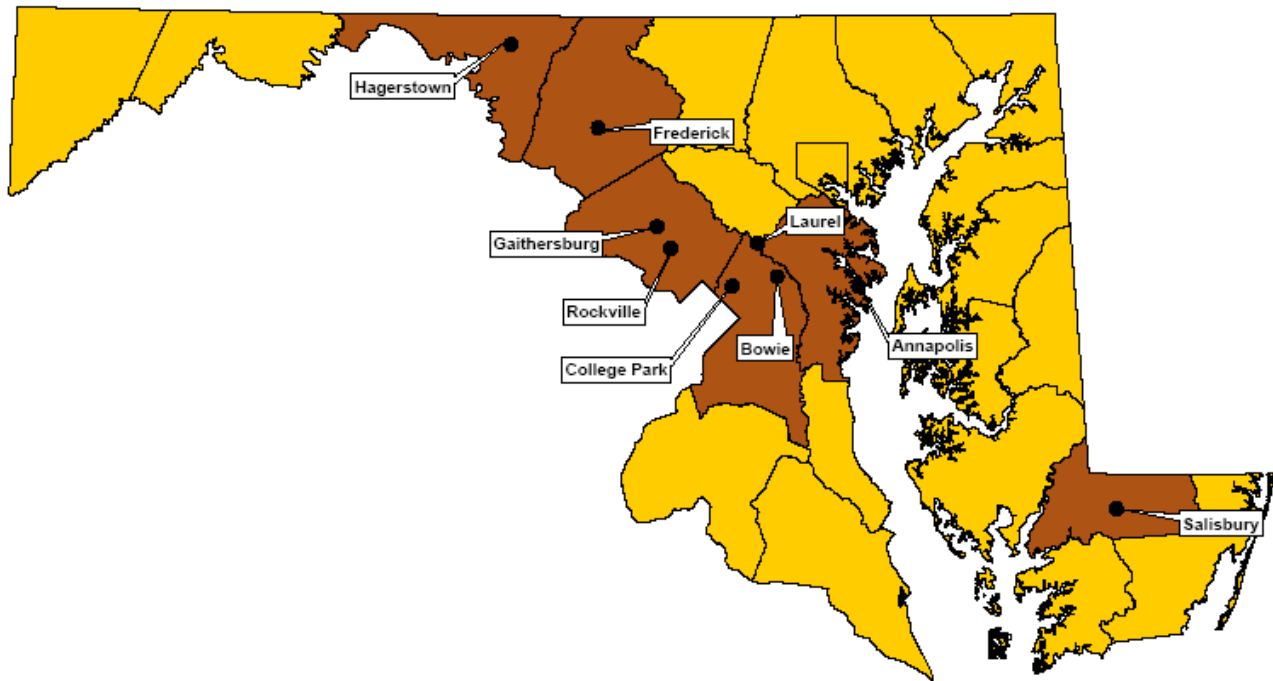 Hagerstown
Frederick
Laurel
Gaithersburg
Rockville
Bowie
Annapolis
College Park
Salisbury